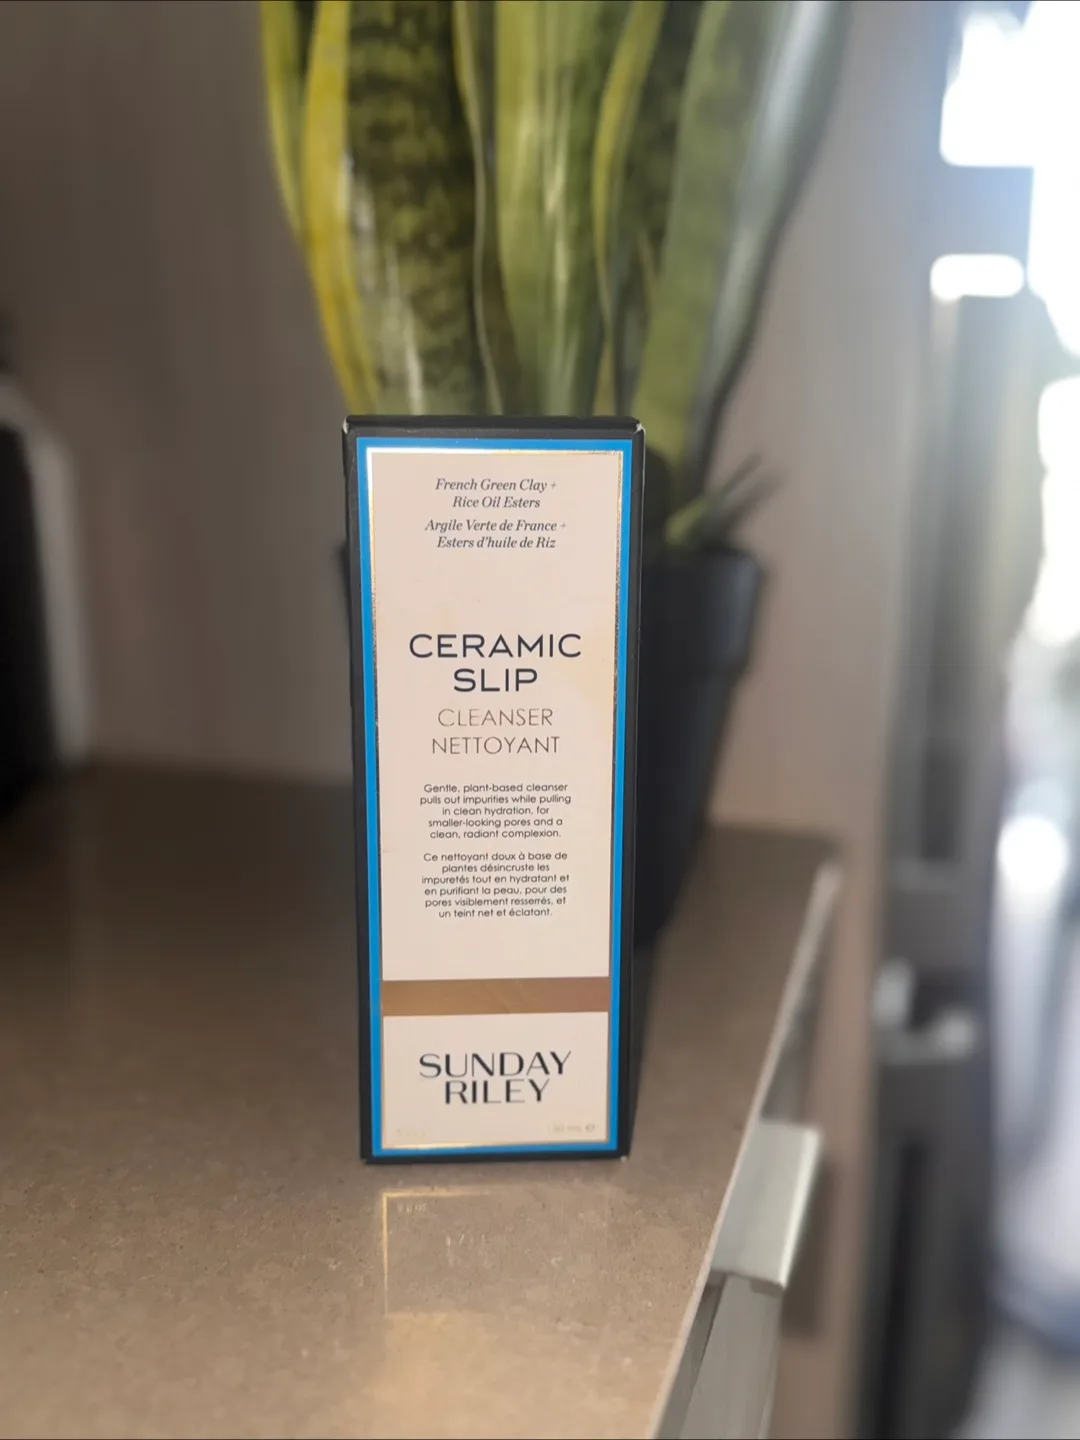 French Green Clay +
Rice Oil Esters
Argile Verte de France +
Esters d'huile de Riz
CERAMIC
SLIP
CLEANSER
NETTOYANT
Gentle, plant-based cleanser
pulls out impurities while pulling
in clean hydration, for
smaller-looking pores and a
clean, radiant complexion.
Ce nettoyant doux à base de
plantes désincruste les
impuretés tout en hydratant et
en purifiant la peau, pour des
pores visiblement resserrés, et
un teint net et éclatant.
SUNDAY
RILEY